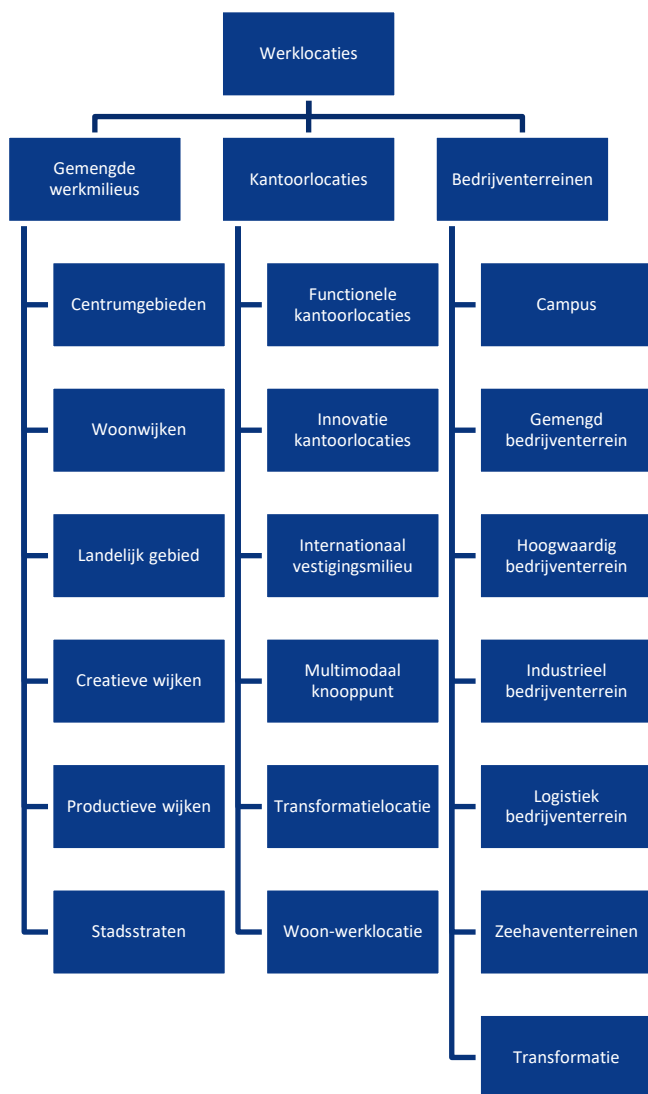 Werklocaties
Gemengde
werkmilieus
Kantoorlocaties
Bedrijventerreinen
Centrumgebieden
Functionele
kantoorlocaties
Campus
Woonwijken
Innovatie
kantoorlocaties
Gemengd
bedrijventerrein
Landelijk gebied
Internationaal
vestigingsmilieu
Hoogwaardig
bedrijventerrein
Creatieve wijken
Multimodaal
knooppunt
Industrieel
bedrijventerrein
Productieve wijken
Transformatielocatie
Logistiek
bedrijventerrein
Stadsstraten
Woon-werklocatie
Zeehaventerreinen
Transformatie